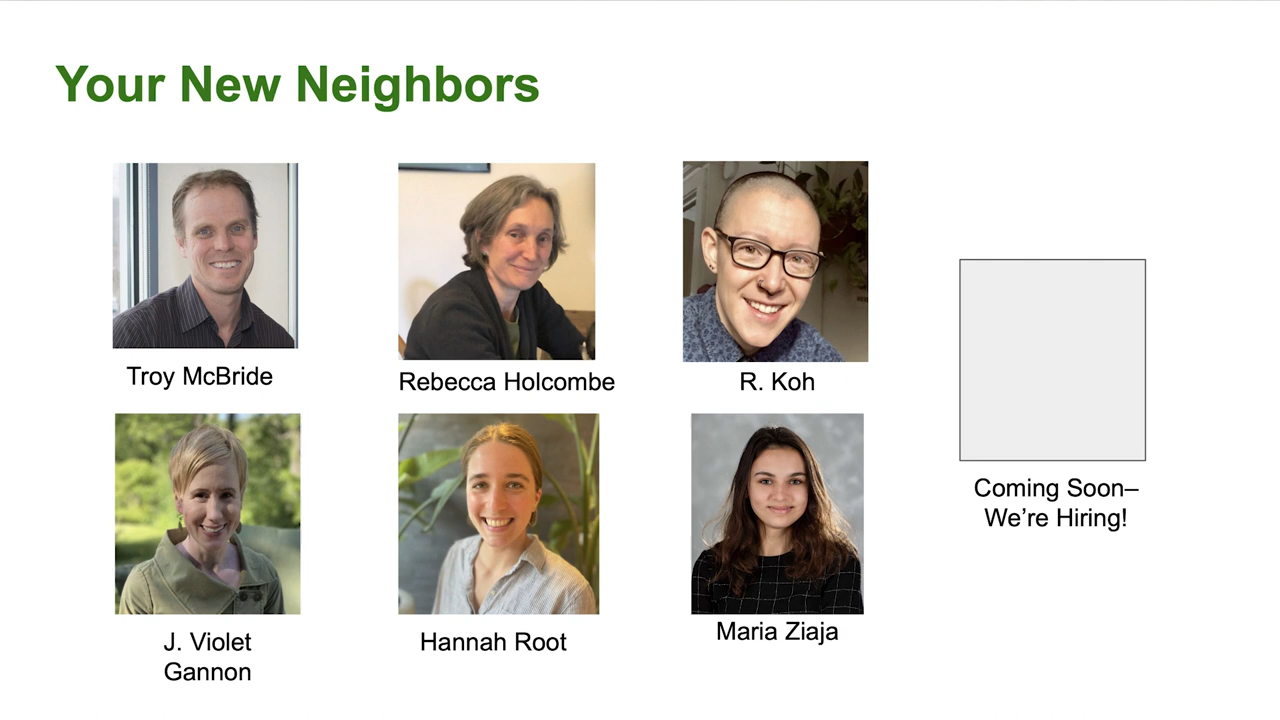 Your New Neighbors
Troy McBride
Rebecca Holcombe
R. Koh
J. Violet
Gannon
Hannah Root
Maria Ziaja
Coming Soon–
We’re Hiring!